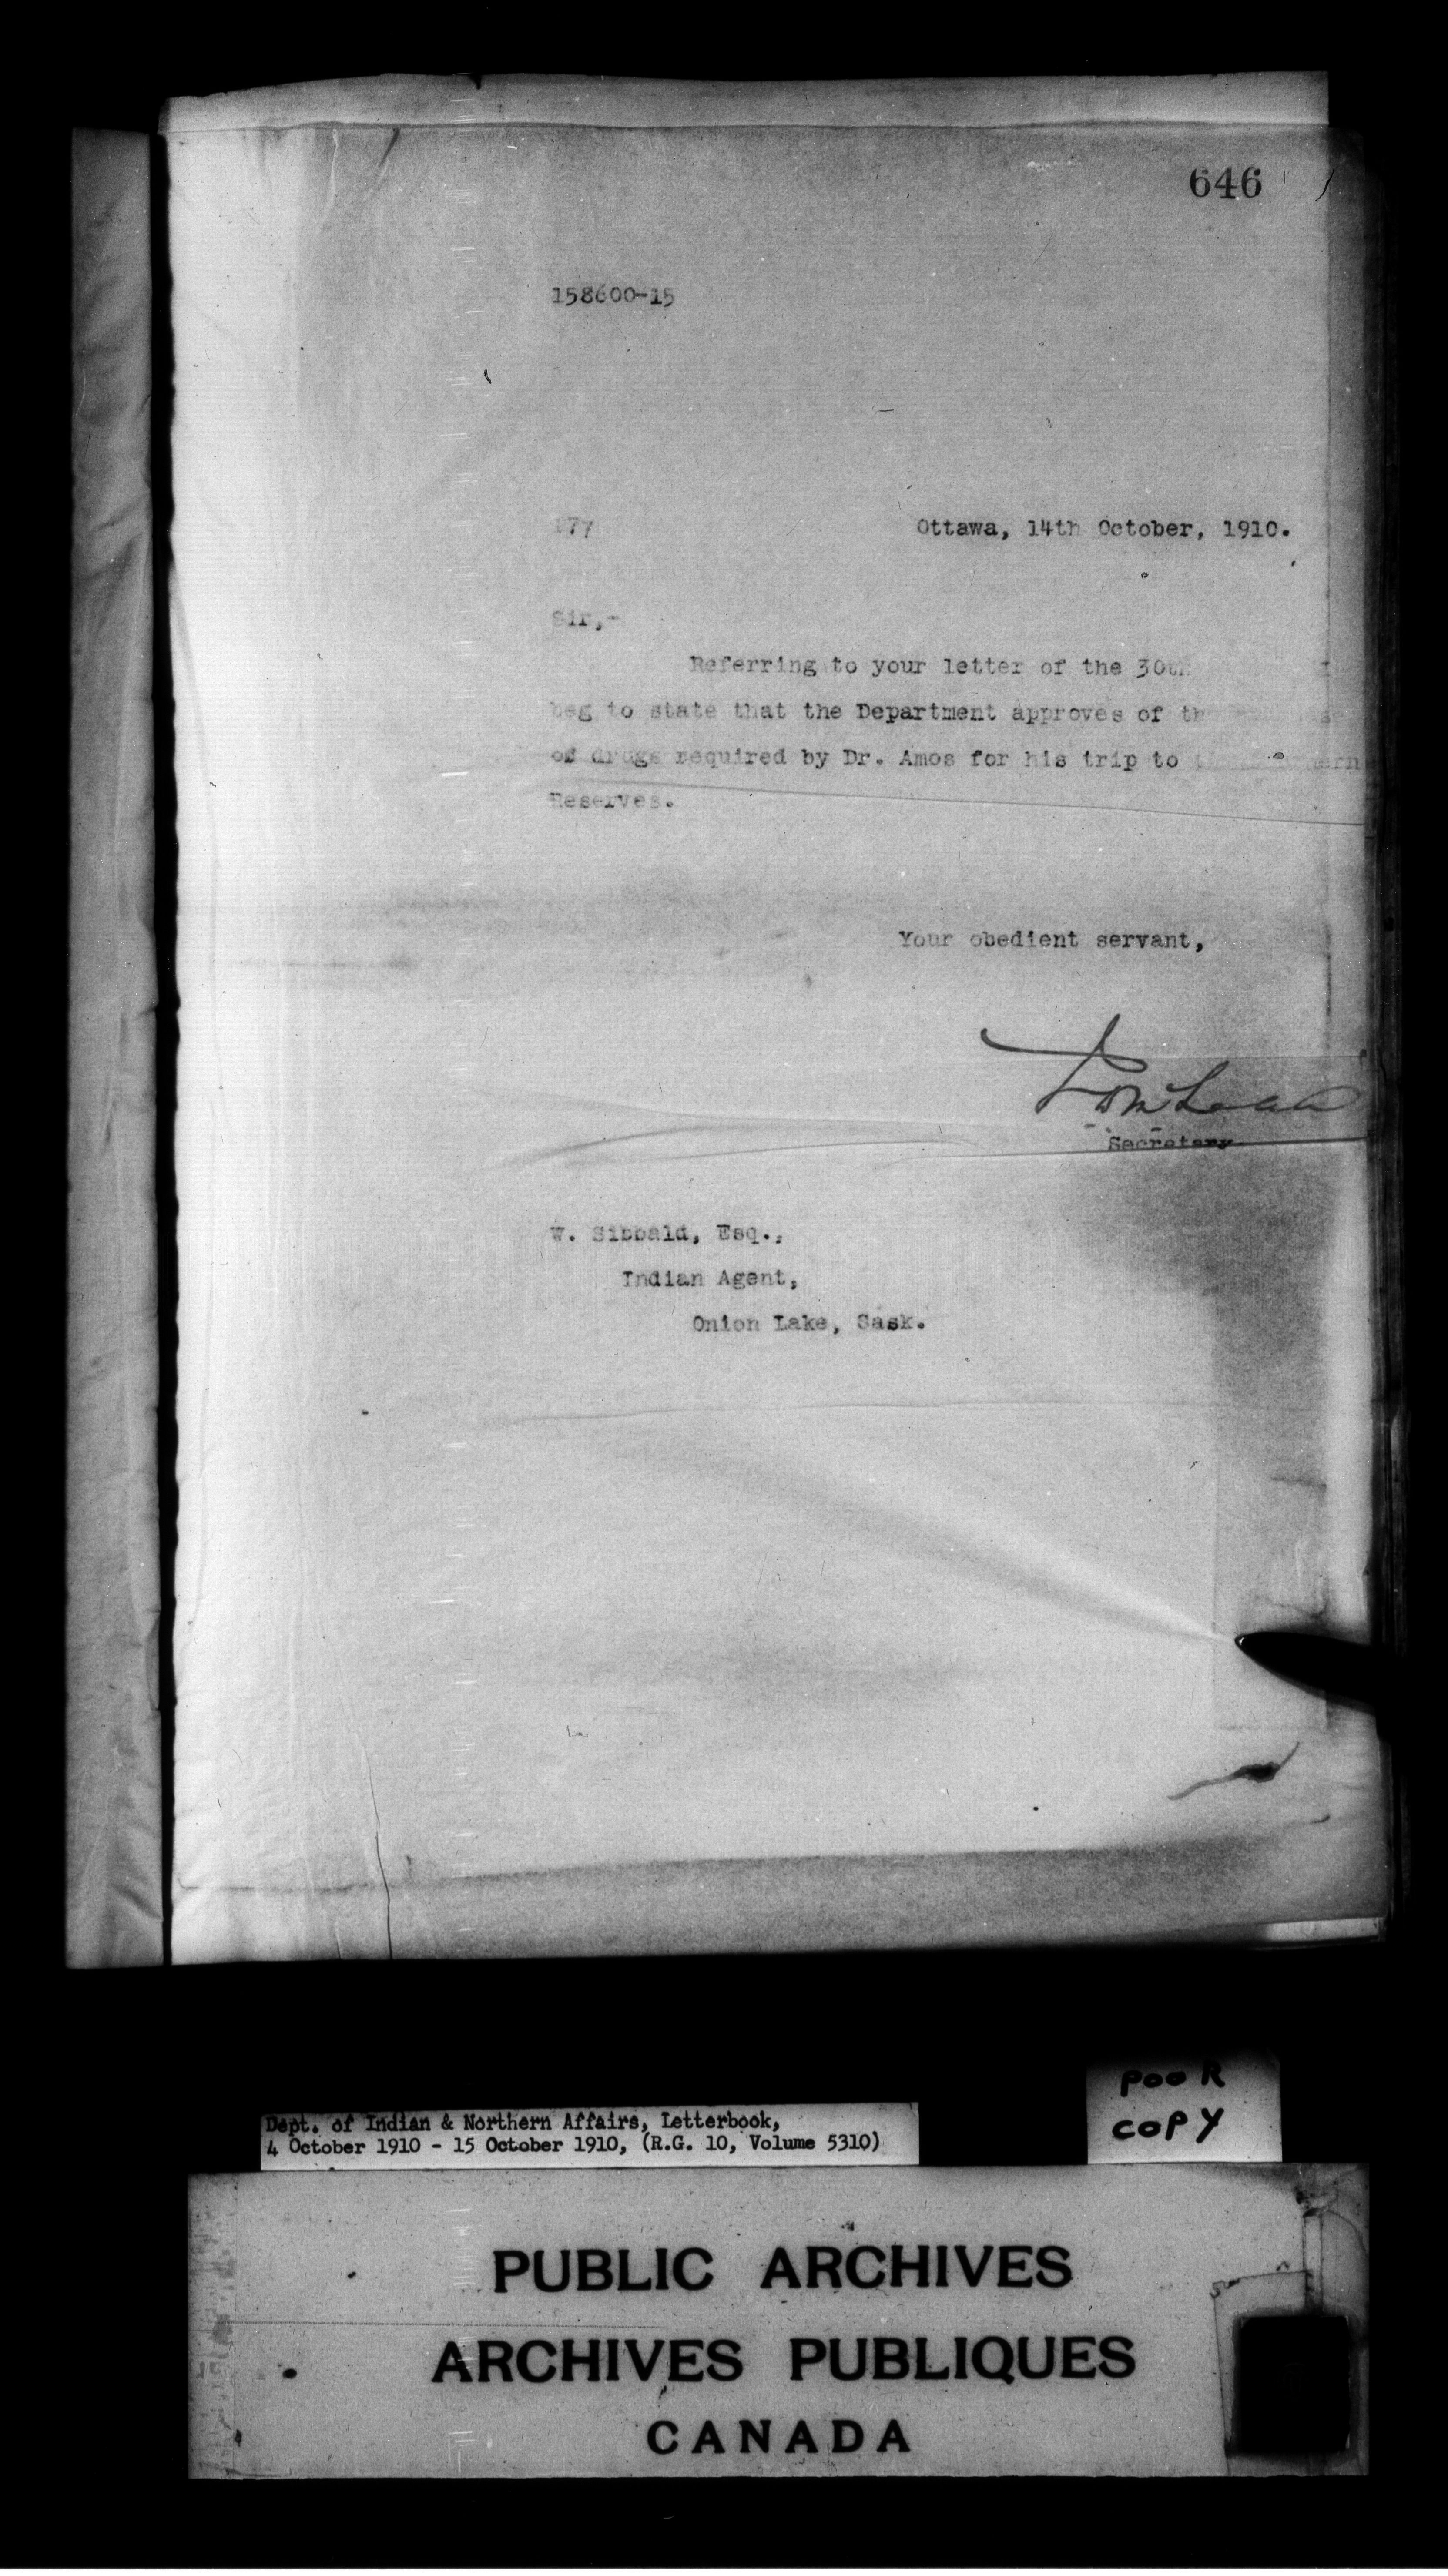 646
158600-15
77
Ottawa, 14th October, 1910.
Sir,-
Referring to your letter of the 30th I
beg to state that the Department approves of
of drugs required by Dr. Amos for his trip to
Reserves.
Your obedient servant,
Secretary
W. Sibbald, Esq.,
Indian Agent,
Onion Lake, Sask.
Dept. of Indian & Northern Affairs, Letterbook,
4 October 1910 - 15 October 1910, (R.G. 10, Volume 5310)
POOR
COPY
PUBLIC ARCHIVES
ARCHIVES PUBLIQUES
CANADA